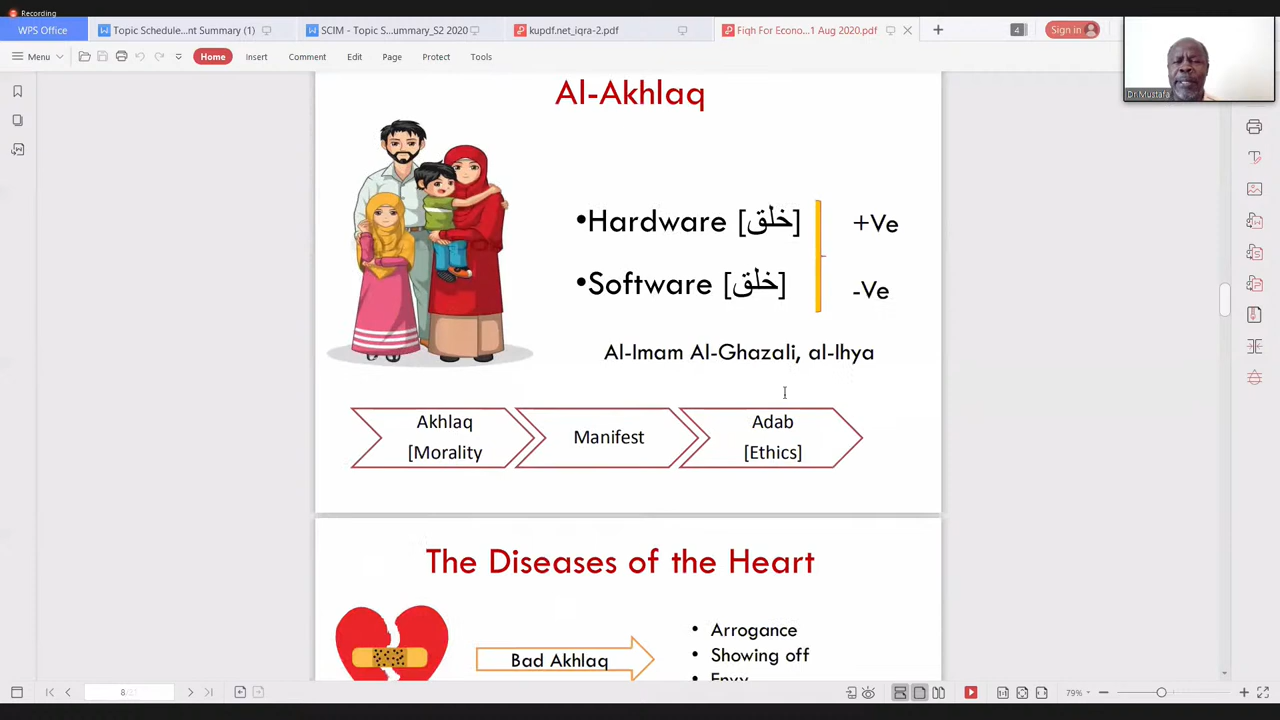 Recording
WPS Office
Topic Schedule...nt Summary (1)
SCIM - Topic S...ummary_S2 2020
kupdf.net_iqra-2.pdf
Fiqh For Econo...1 Aug 2020.pdf
4
Sign in
Menu
Home
Insert
Comment
Edit
Page
Protect
Tools
Dr.Mustafa
Al-Akhlaq
•Hardware [خلق]
+Ve
•Software [خلق]
-Ve
Al-Imam Al-Ghazali, al-Ihya
Akhlaq
[Morality
Manifest
Adab
[Ethics]
The Diseases of the Heart
Bad Akhlaq
• Arrogance
• Showing off
• Envy
79%